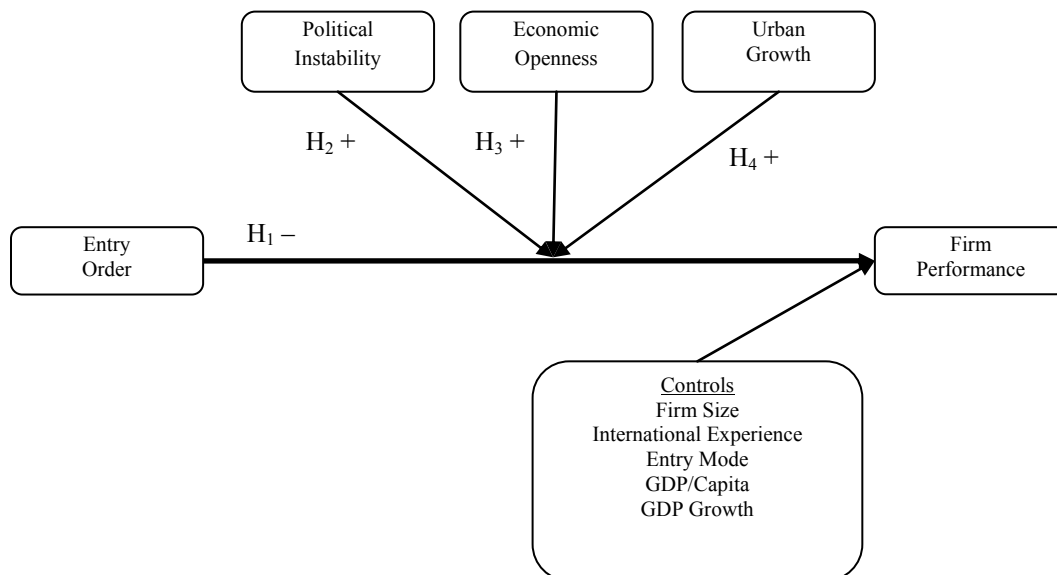 Political
Instability
Economic
Openness
Urban
Growth
H₂ +
H₃ +
H₄ +
H₁ –
Entry
Order
Firm
Performance
Controls
Firm Size
International Experience
Entry Mode
GDP/Capita
GDP Growth